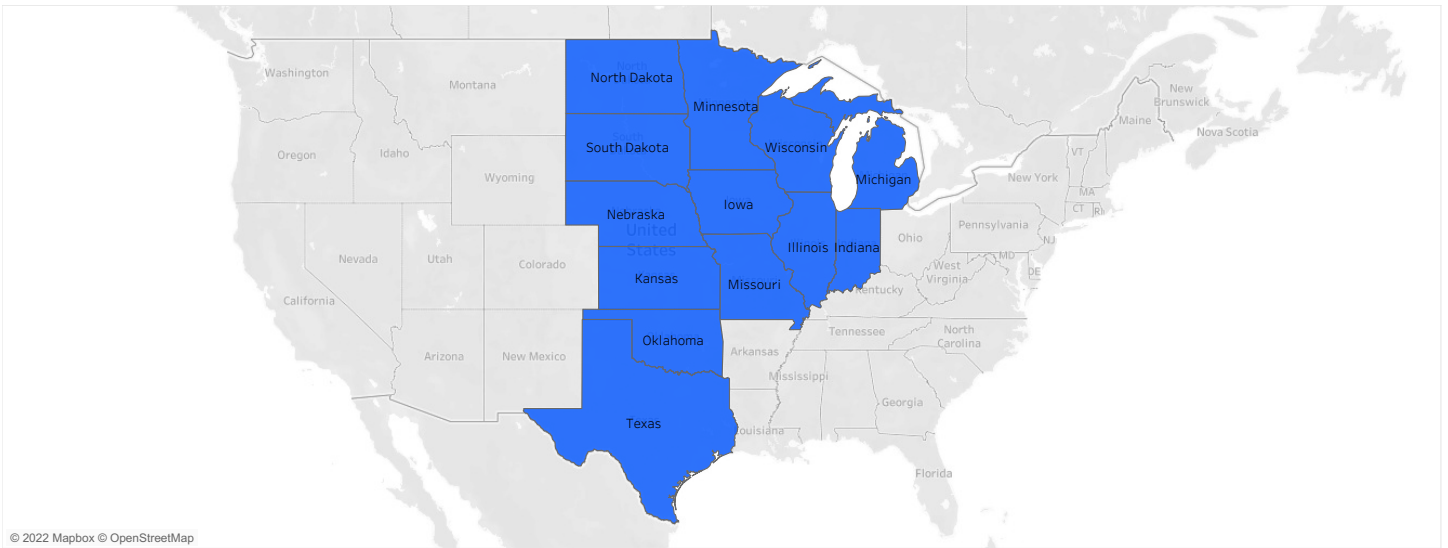 New
Brunswick
Maine
Nova Scotia
Washington
Montana
North
North Dakota
Minnesota
Oregon
Idaho
South
South Dakota
Wisconsin
VT
Wyoming
Michigan
New York
MA
CT
RI
Nebraska
Iowa
United
States
Pennsylvania
NJ
Ohio
Illinois
Indiana
MD
Nevada
Utah
Colorado
Kansas
Missouri
West
Virginia
DE
Kentucky
California
Oklahoma
Tennessee
North
Carolina
Arizona
New Mexico
Arkansas
Mississippi
Georgia
Texas
Louisiana
Florida
© 2022 Mapbox © OpenStreetMap